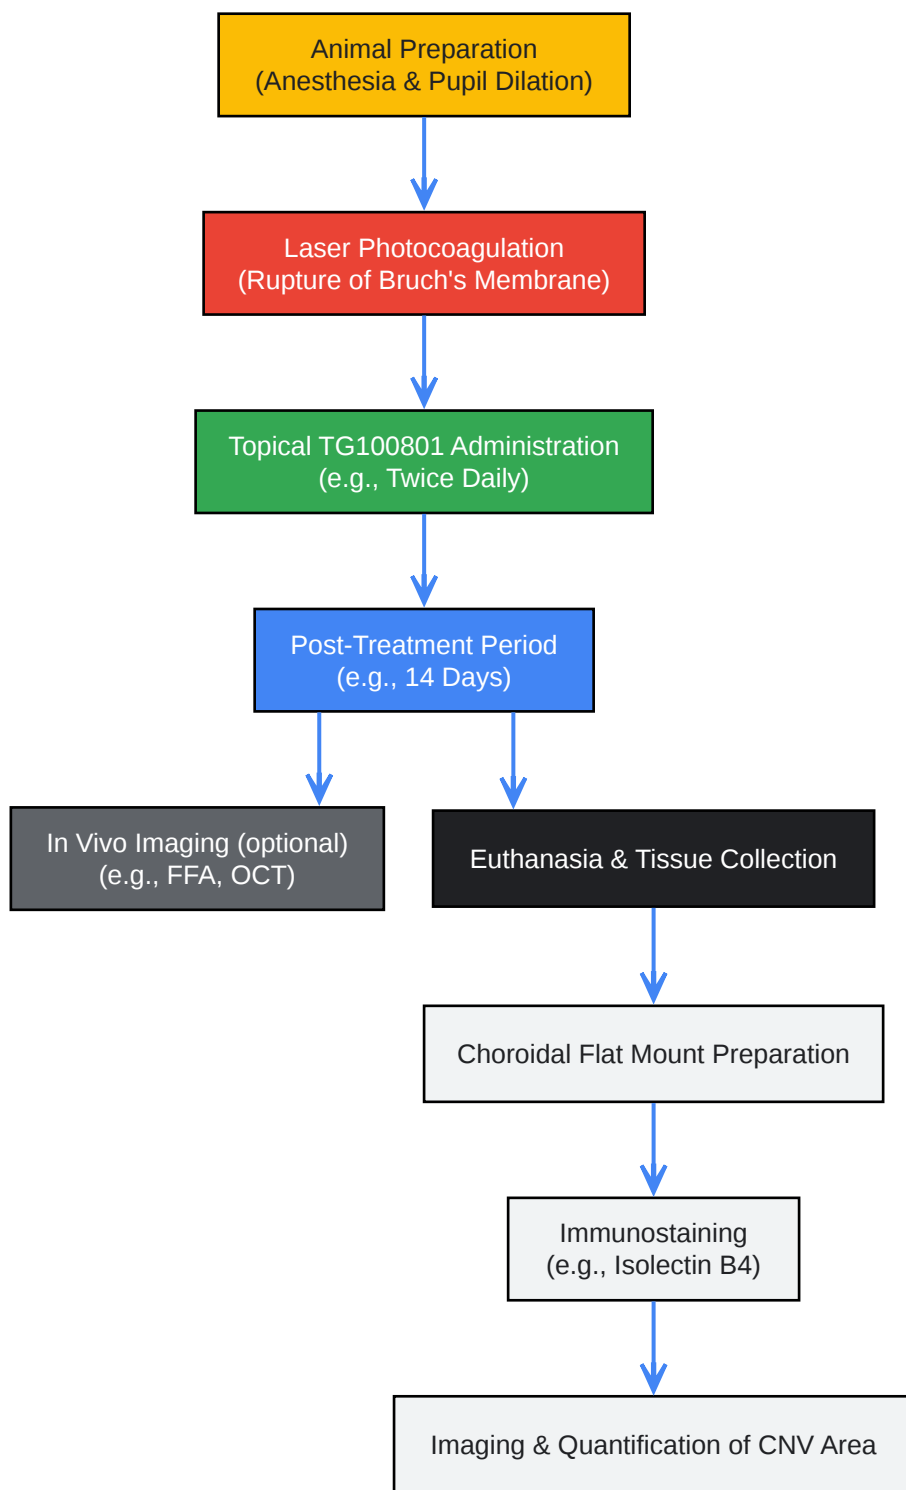 Animal Preparation
(Anesthesia & Pupil Dilation)
Laser Photocoagulation
(Rupture of Bruch's Membrane)
Topical TG100801 Administration
(e.g., Twice Daily)
Post-Treatment Period
(e.g., 14 Days)
In Vivo Imaging (optional)
(e.g., FFA, OCT)
Euthanasia & Tissue Collection
Choroidal Flat Mount Preparation
Immunostaining
(e.g., Isolectin B4)
Imaging & Quantification of CNV Area